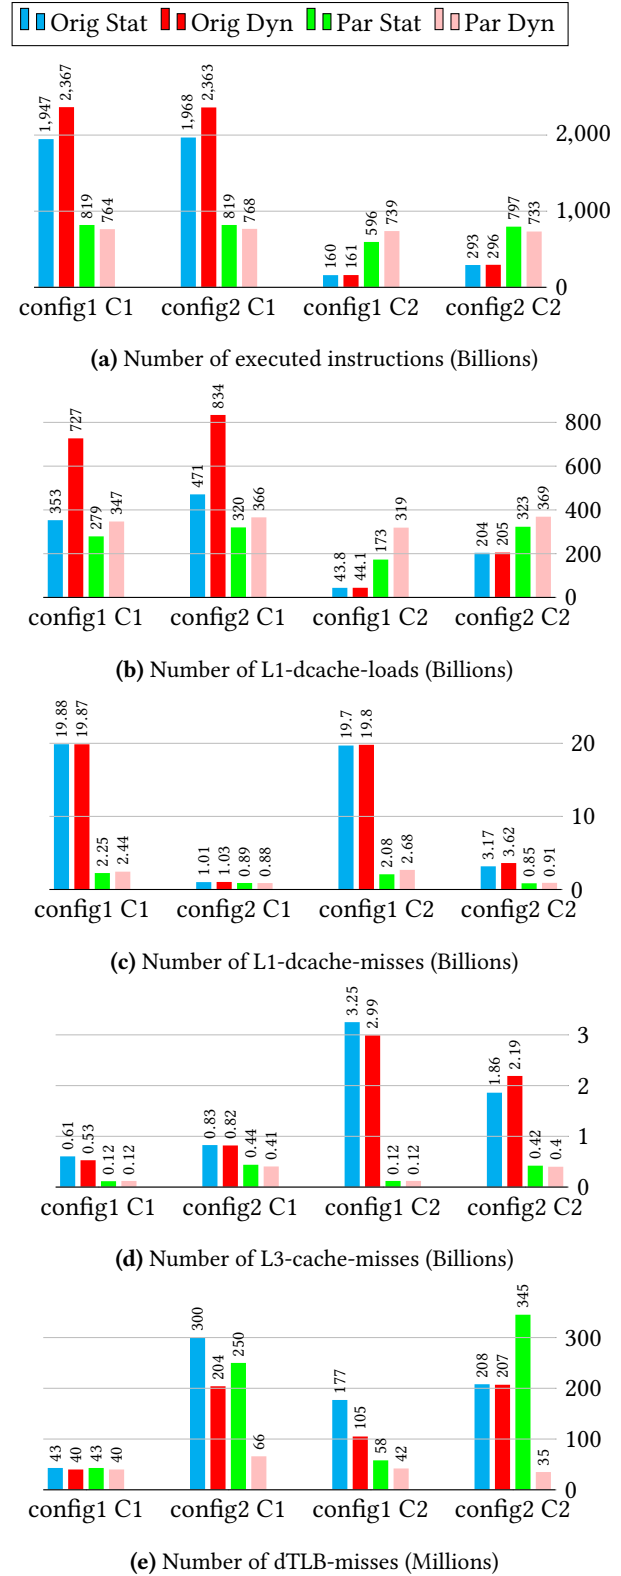 Orig Stat Orig Dyn Par Stat Par Dyn
1,947 2,367 819 764 1,968 2,363 819 768 160 161 596 739 293 296 797 733
2,000
1,000
0
config1 C1 config2 C1 config1 C2 config2 C2
(a) Number of executed instructions (Billions)
353 727 279 347 471 834 320 366 43.8 44.1 173 319 204 205 323 369
800
600
400
200
0
config1 C1 config2 C1 config1 C2 config2 C2
(b) Number of L1-dcache-loads (Billions)
19.88 19.87 2.25 2.44 1.01 1.03 0.89 0.88 19.7 19.8 2.08 2.68 3.17 3.62 0.85 0.91
20
10
0
config1 C1 config2 C1 config1 C2 config2 C2
(c) Number of L1-dcache-misses (Billions)
0.61 0.53 0.12 0.12 0.83 0.82 0.44 0.41 3.25 2.99 0.12 0.12 1.86 2.19 0.42 0.4
3
2
1
0
config1 C1 config2 C1 config1 C2 config2 C2
(d) Number of L3-cache-misses (Billions)
43 40 43 40 300 204 250 66 177 105 58 42 208 207 345 35
300
200
100
0
config1 C1 config2 C1 config1 C2 config2 C2
(e) Number of dTLB-misses (Millions)